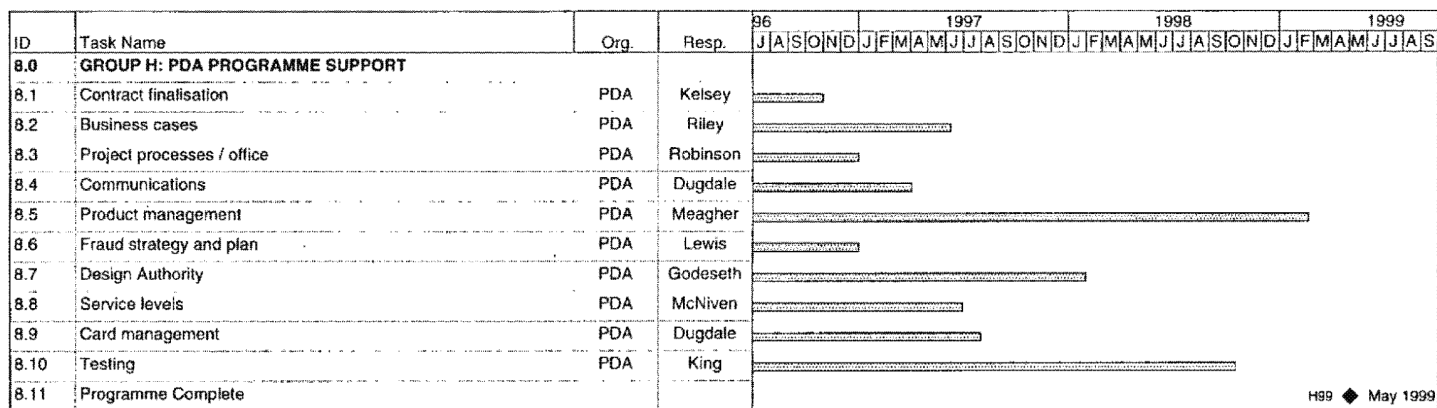 96 1997 1998 1999
ID Task Name Org. Resp. J A S O N D J F M A M J J A S O N D J F M A M J J A S O N D J F M A M J J A S
8.0 GROUP H: PDA PROGRAMME SUPPORT
8.1 Contract finalisation PDA Kelsey
8.2 Business cases PDA Riley
8.3 Project processes / office PDA Robinson
8.4 Communications PDA Dugdale
8.5 Product management PDA Meagher
8.6 Fraud strategy and plan PDA Lewis
8.7 Design Authority PDA Godeseth
8.8 Service levels PDA McNiven
8.9 Card management PDA Dugdale
8.10 Testing PDA King
8.11 Programme Complete H99 ◆ May 1999